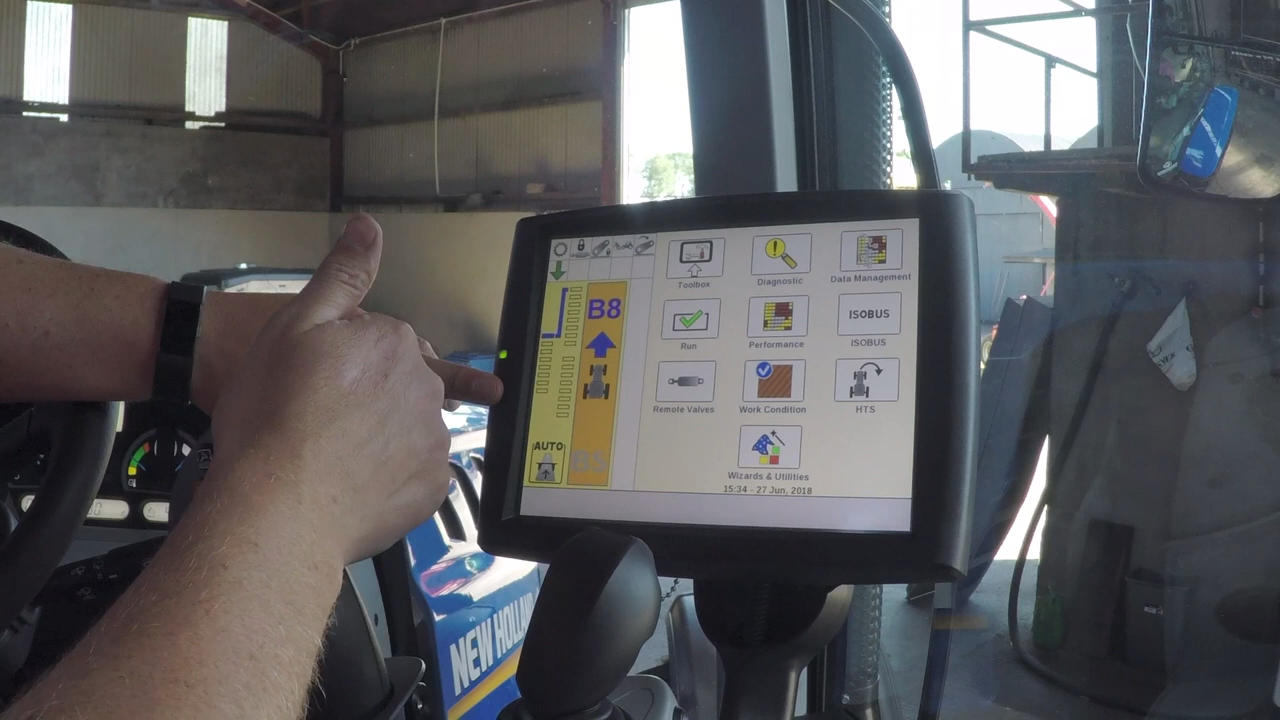 Toolbox
Diagnostic
Data Management
B8
Run
Performance
ISOBUS
ISOBUS
Remote Valves
Work Condition
HTS
AUTO
Wizards & Utilities
15:34 - 27 Jun, 2018
NEW HOLLAND